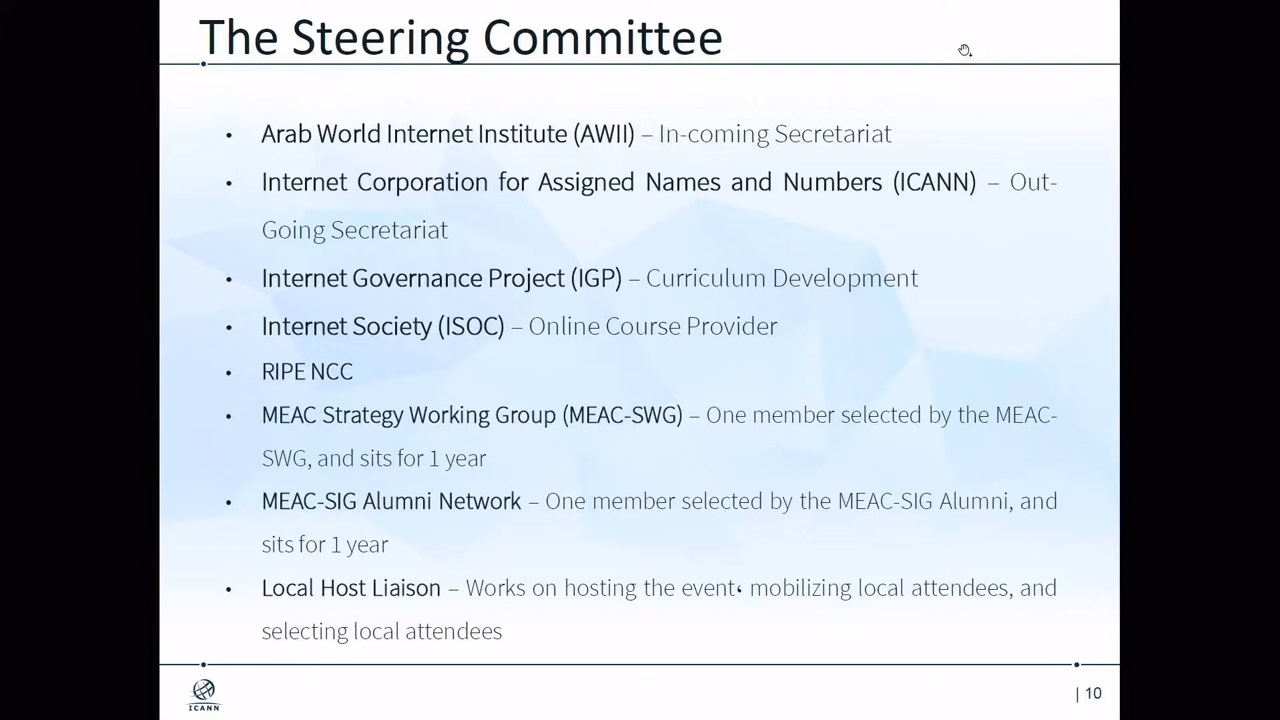 The Steering Committee
• Arab World Internet Institute (AWII) – In-coming Secretariat
• Internet Corporation for Assigned Names and Numbers (ICANN) – Out-
Going Secretariat
• Internet Governance Project (IGP) – Curriculum Development
• Internet Society (ISOC) – Online Course Provider
• RIPE NCC
• MEAC Strategy Working Group (MEAC-SWG) – One member selected by the MEAC-
SWG, and sits for 1 year
• MEAC-SIG Alumni Network – One member selected by the MEAC-SIG Alumni, and
sits for 1 year
• Local Host Liaison – Works on hosting the event، mobilizing local attendees, and
selecting local attendees
ICANN
| 10